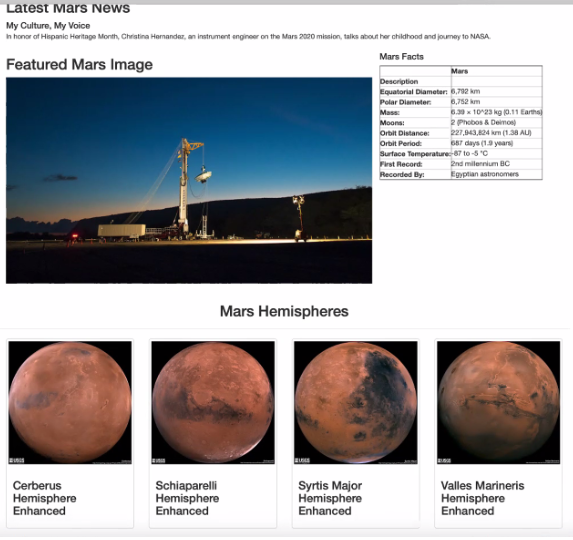 Latest Mars News
My Culture, My Voice
In honor of Hispanic Heritage Month, Christina Hernandez, an instrument engineer on the Mars 2020 mission, talks about her childhood and journey to NASA.
Featured Mars Image
Mars Facts
Mars
Description
Equatorial Diameter: 6,792 km
Polar Diameter: 6,752 km
Mass: 6.39 × 10^23 kg (0.11 Earths)
Moons: 2 (Phobos & Deimos)
Orbit Distance: 227,943,824 km (1.38 AU)
Orbit Period: 687 days (1.9 years)
Surface Temperature: -87 to -5 °C
First Record: 2nd millennium BC
Recorded By: Egyptian astronomers
Mars Hemispheres
USGS USGS USGS USGS
Cerberus
Hemisphere
Enhanced
Schiaparelli
Hemisphere
Enhanced
Syrtis Major
Hemisphere
Enhanced
Valles Marineris
Hemisphere
Enhanced